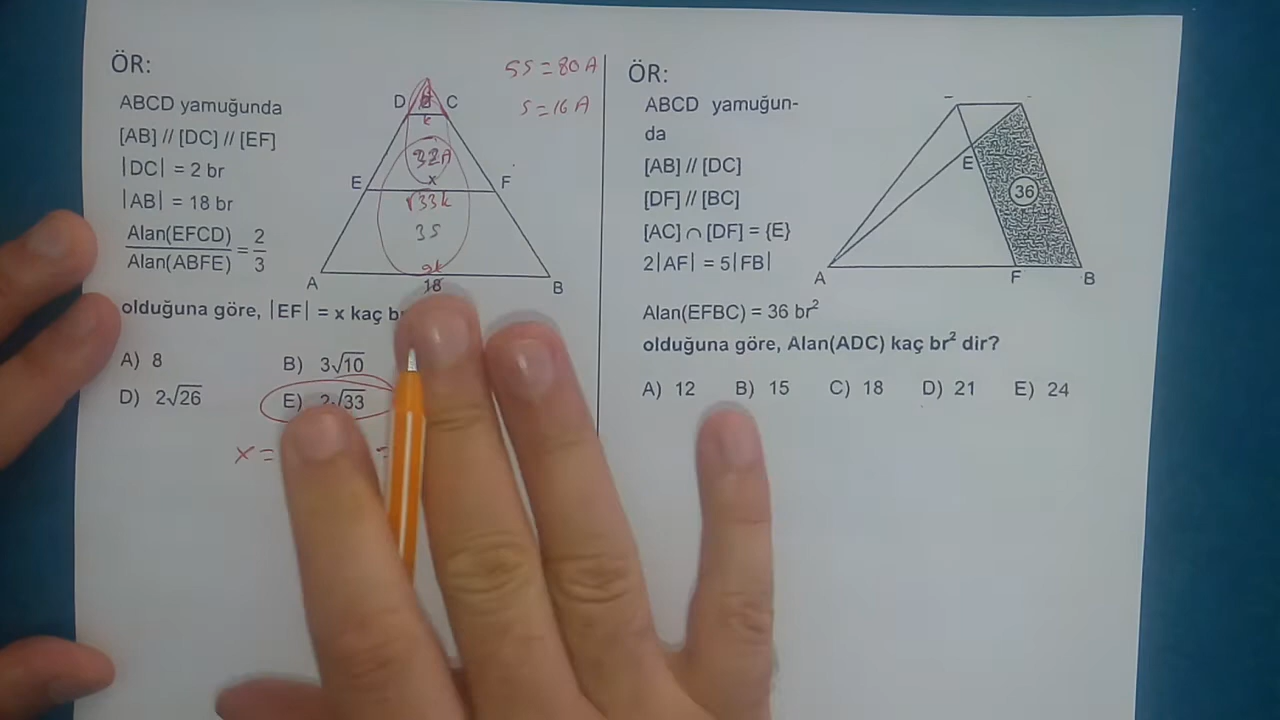 ÖR:
ABCD yamuğunda
[AB] // [DC] // [EF]
|DC| = 2 br
|AB| = 18 br
Alan(EFCD)
Alan(ABFE)
=
2
3
D
C
k
32A
E
x
F
√33k
3S
9k
A
18
B
5S = 80A
S = 16A
olduğuna göre, |EF| = x kaç
A) 8
B) 3√10
D) 2√26
E) 2√33
x =
=
ÖR:
ABCD yamuğun-
da
[AB] // [DC]
[DF] // [BC]
[AC] ∩ [DF] = {E}
2|AF| = 5|FB|
E
36
A
F
B
Alan(EFBC) = 36 br²
olduğuna göre, Alan(ADC) kaç br² dir?
A) 12 B) 15 C) 18 D) 21 E) 24